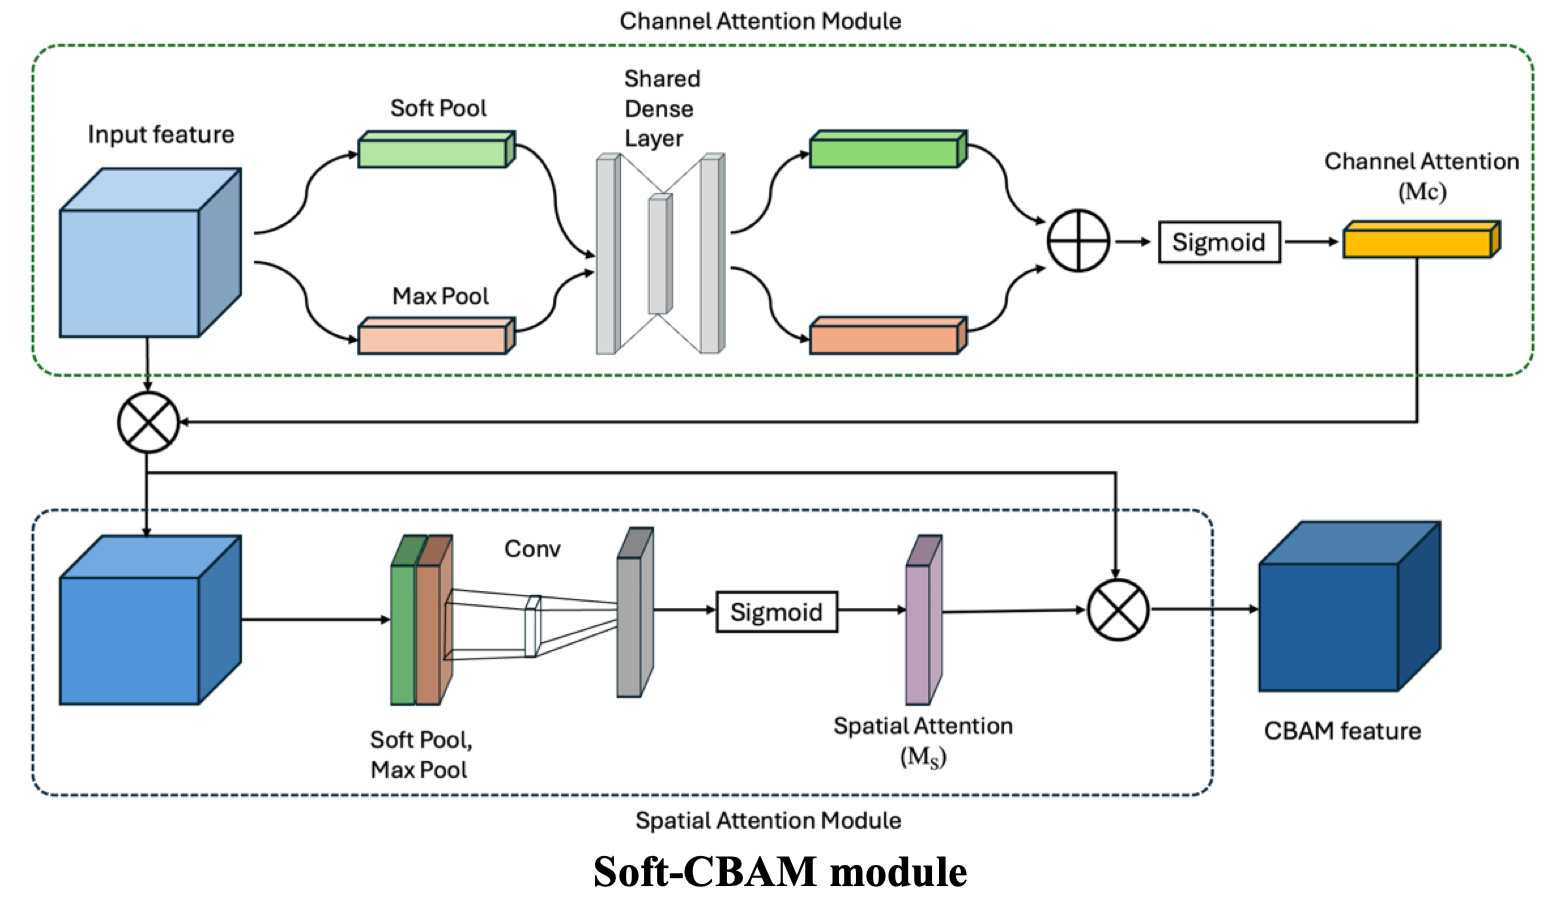 Channel Attention Module
Shared
Dense
Layer
Soft Pool
Input feature
Channel Attention
(Mc)
Sigmoid
Max Pool
Conv
Sigmoid
Soft Pool,
Max Pool
Spatial Attention
(Ms)
CBAM feature
Spatial Attention Module
Soft-CBAM module